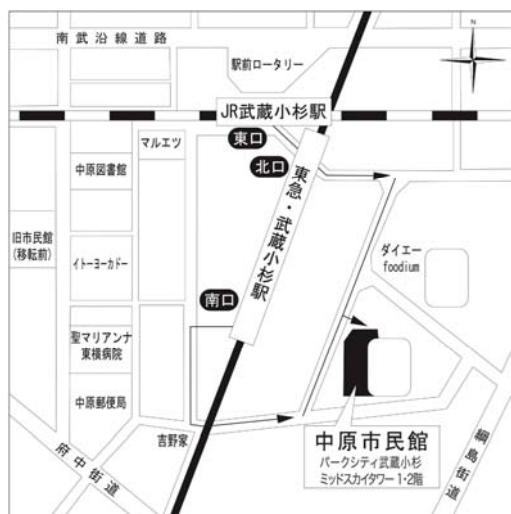 南武沿線道路
N
駅前ロータリー
JR武蔵小杉駅
東口
マルエツ
北口
中原図書館
東急・武蔵小杉駅
旧市民館
(移転前)
イトーヨーカドー
ダイエー
foodium
南口
聖マリアンナ
東横病院
中原郵便局
吉野家
府中街道
中原市民館
パークシティ武蔵小杉
ミッドスカイタワー1・2階
綱島街道